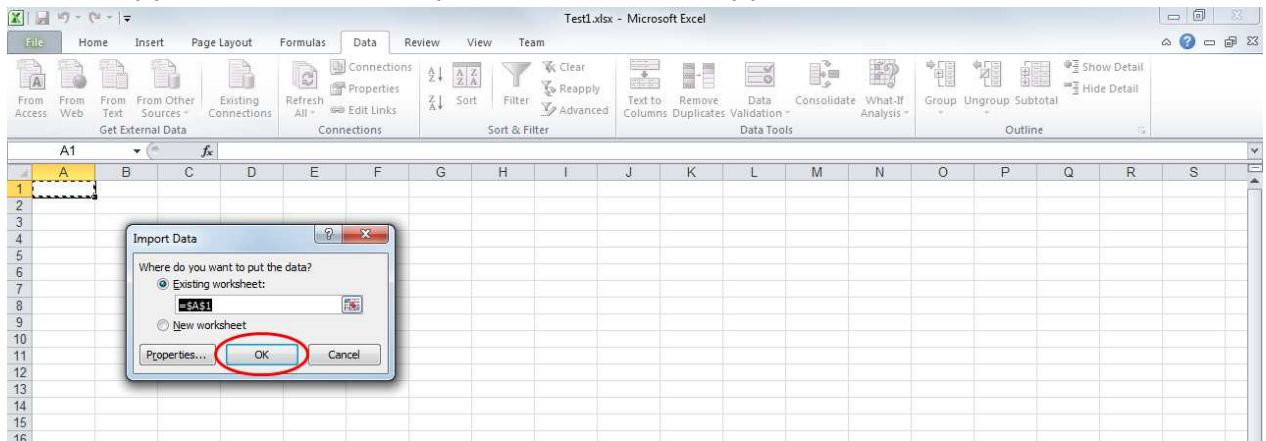 Test1.xlsx - Microsoft Excel
File Home Insert Page Layout Formulas Data Review View Team
From Access
From Web
From Text
From Other Sources
Existing Connections
Get External Data
Refresh All
Connections
Properties
Edit Links
Connections
Sort
Filter
Clear
Reapply
Advanced
Sort & Filter
Text to Columns
Remove Duplicates
Data Validation
Consolidate
What-If Analysis
Data Tools
Group
Ungroup
Subtotal
Show Detail
Hide Detail
Outline
A1 fx
A B C D E F G H I J K L M N O P Q R S
1
2
3
4
5
6
7
8
9
10
11
12
13
14
15
16
Import Data
Where do you want to put the data?
Existing worksheet:
=$A$1
New worksheet
Properties... OK Cancel